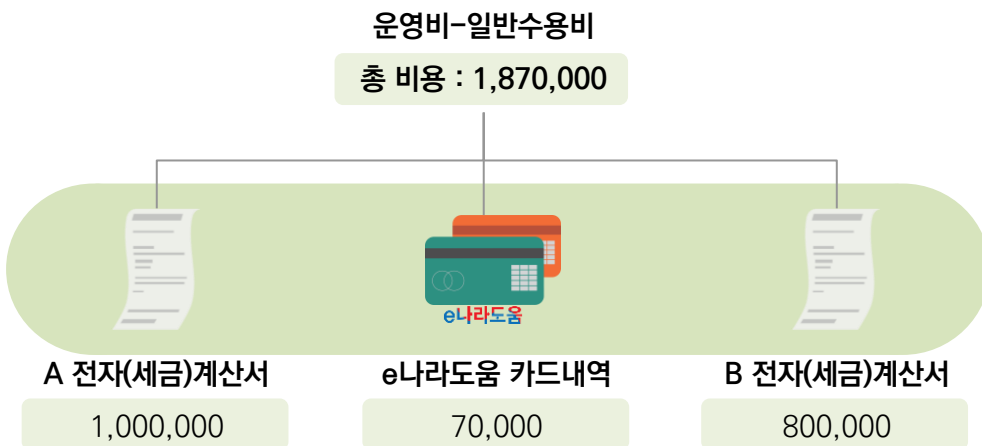 운영비-일반수용비
총 비용 : 1,870,000
e나라도움
A 전자(세금)계산서
e나라도움 카드내역
B 전자(세금)계산서
1,000,000
70,000
800,000